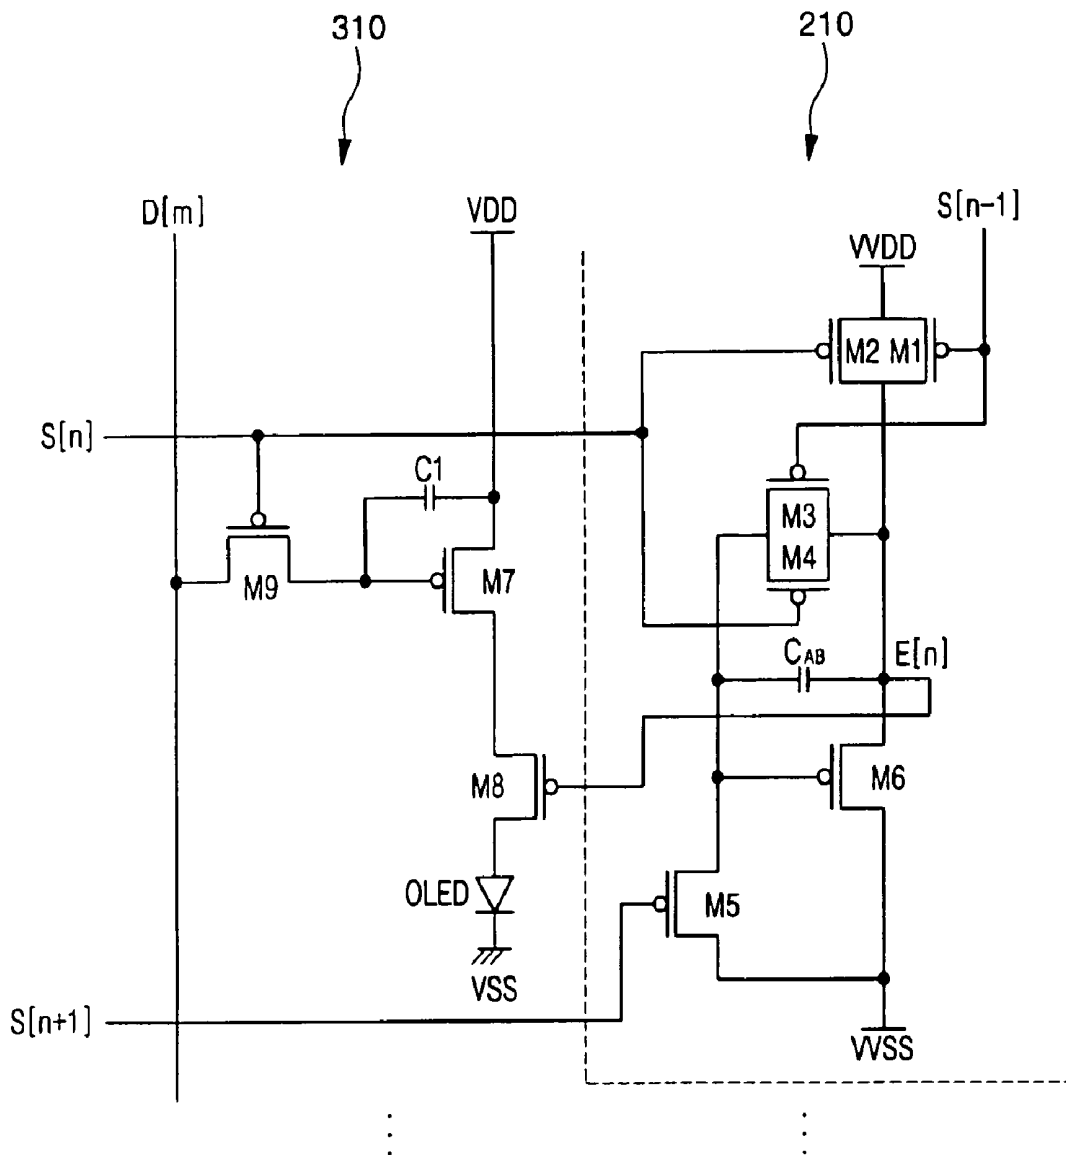 310
210
D[m]
VDD
S[n-1]
VVDD
M2 M1
S[n]
C1
M3
M4
M9
M7
CAB
E[n]
M8
M6
OLED
M5
VSS
S[n+1]
VVSS